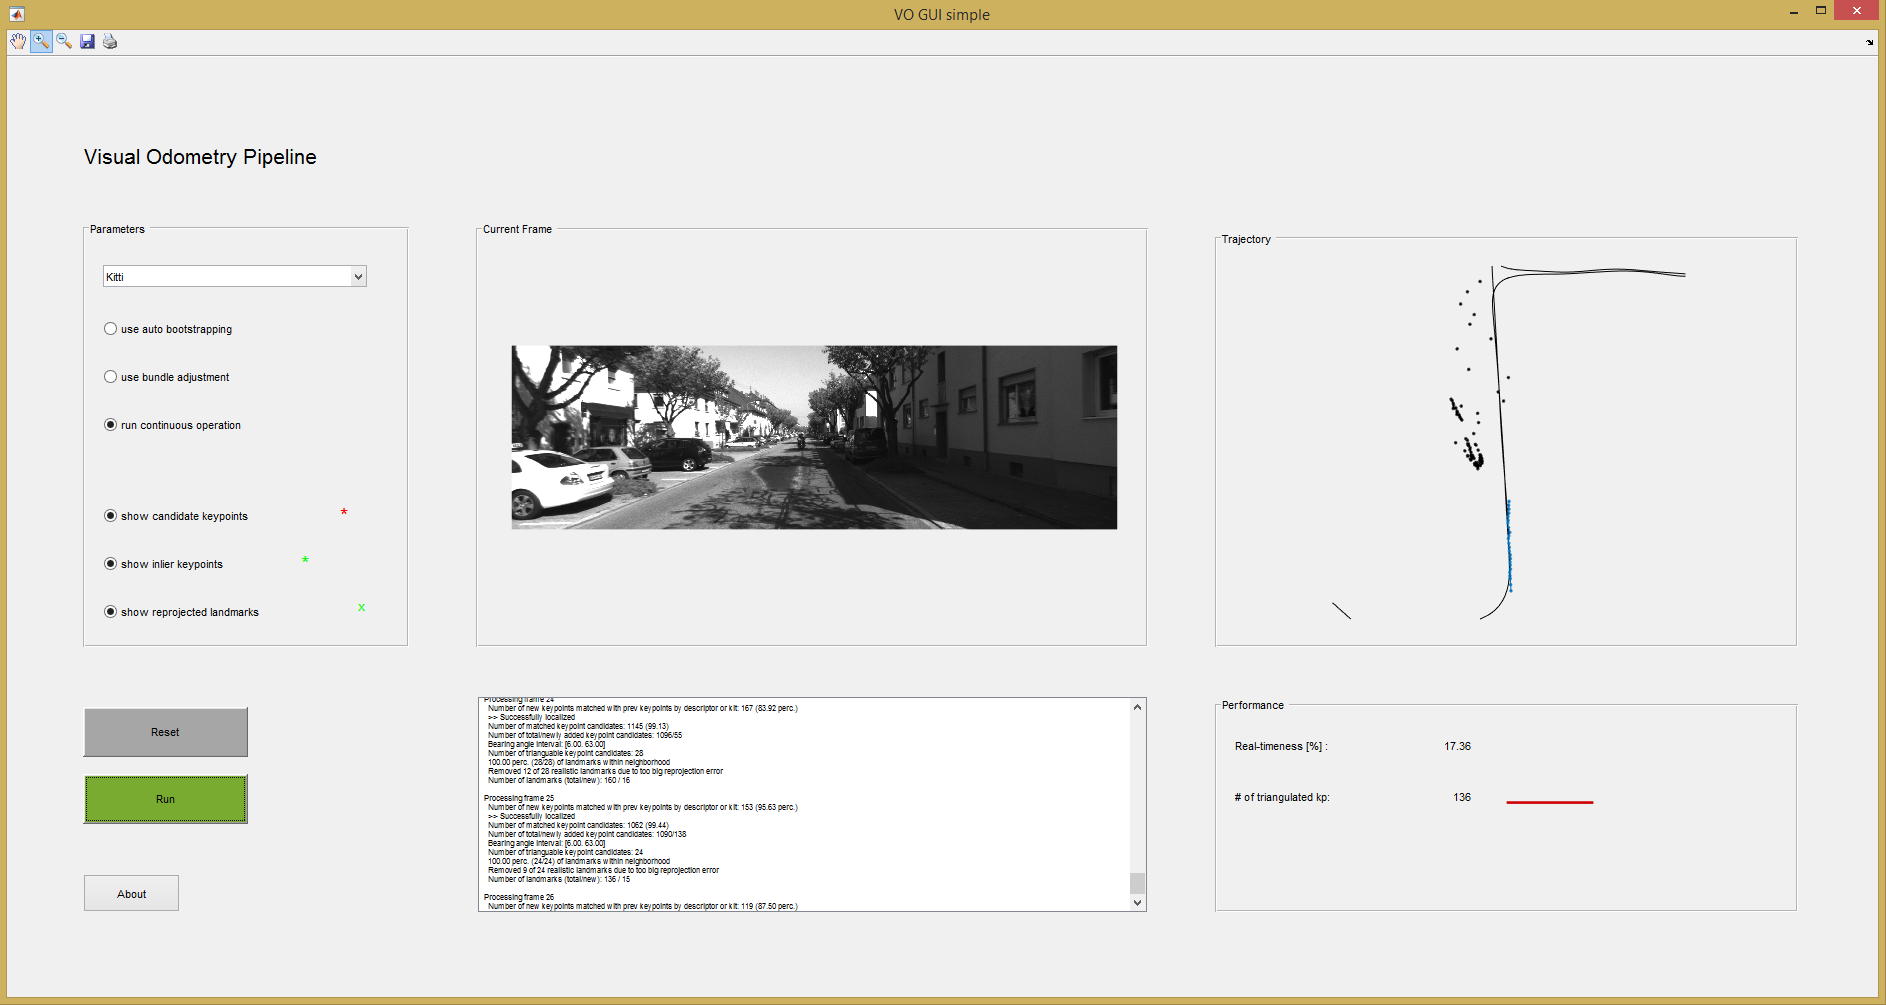 VO GUI simple
Visual Odometry Pipeline
Parameters
Kitti
use auto bootstrapping
use bundle adjustment
run continuous operation
show candidate keypoints *
show inlier keypoints *
show reprojected landmarks x
Reset
Run
About
Current Frame
Processing frame 24
Number of new keypoints matched with prev keypoints by descriptor or klt: 167 (83.92 perc.)
>> Successfully localized
Number of matched keypoint candidates: 1145 (99.13)
Number of total/newly added keypoint candidates: 1096/55
Bearing angle interval: [6.00, 63.00]
Number of trianguable keypoint candidates: 28
100.00 perc. (28/28) of landmarks within neighborhood
Removed 12 of 28 realistic landmarks due to too big reprojection error
Number of landmarks (total/new): 160 / 16
Processing frame 25
Number of new keypoints matched with prev keypoints by descriptor or klt: 153 (95.63 perc.)
>> Successfully localized
Number of matched keypoint candidates: 1062 (99.44)
Number of total/newly added keypoint candidates: 1090/138
Bearing angle interval: [6.00, 63.00]
Number of trianguable keypoint candidates: 24
100.00 perc. (24/24) of landmarks within neighborhood
Removed 9 of 24 realistic landmarks due to too big reprojection error
Number of landmarks (total/new): 136 / 15
Processing frame 26
Number of new keypoints matched with prev keypoints by descriptor or klt: 119 (87.50 perc.)
Trajectory
Performance
Real-timeness [%] : 17.36
# of triangulated kp: 136